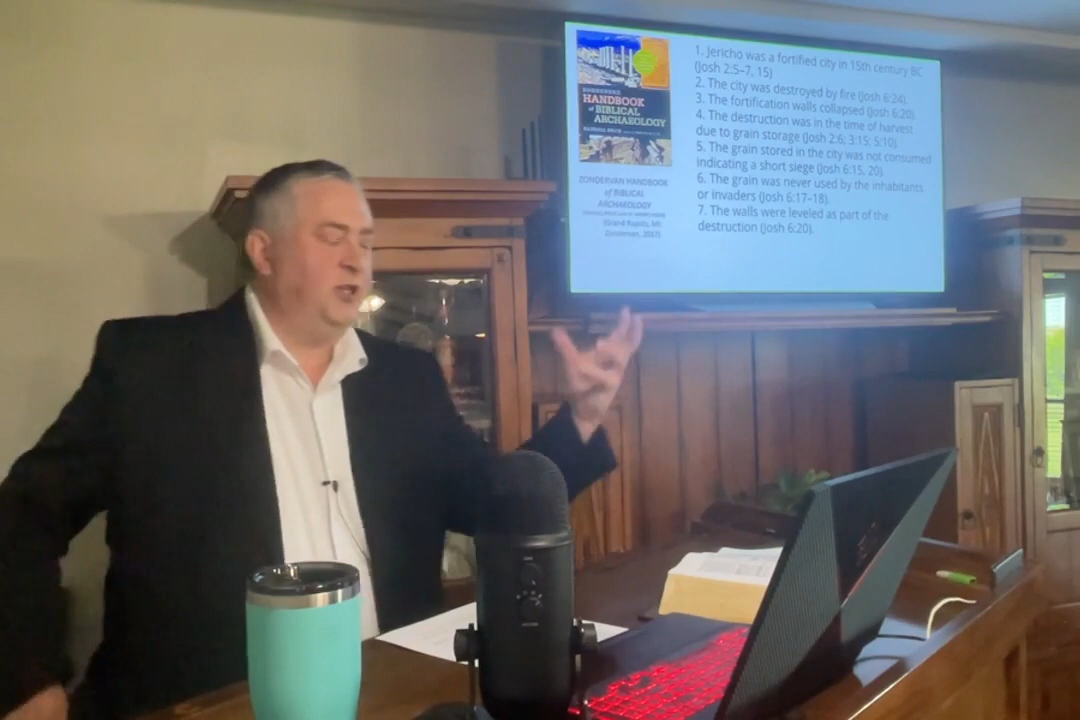 HANDBOOK
of BIBLICAL
ARCHAEOLOGY
ZONDERVAN HANDBOOK
of BIBLICAL
ARCHAEOLOGY
(Grand Rapids, MI:
Zondervan, 2017)
1. Jericho was a fortified city in 15th century BC
(Josh 2:5–7, 15)
2. The city was destroyed by fire (Josh 6:24).
3. The fortification walls collapsed (Josh 6:20).
4. The destruction was in the time of harvest
due to grain storage (Josh 2:6; 3:15; 5:10).
5. The grain stored in the city was not consumed
indicating a short siege (Josh 6:15, 20).
6. The grain was never used by the inhabitants
or invaders (Josh 6:17–18).
7. The walls were leveled as part of the
destruction (Josh 6:20).